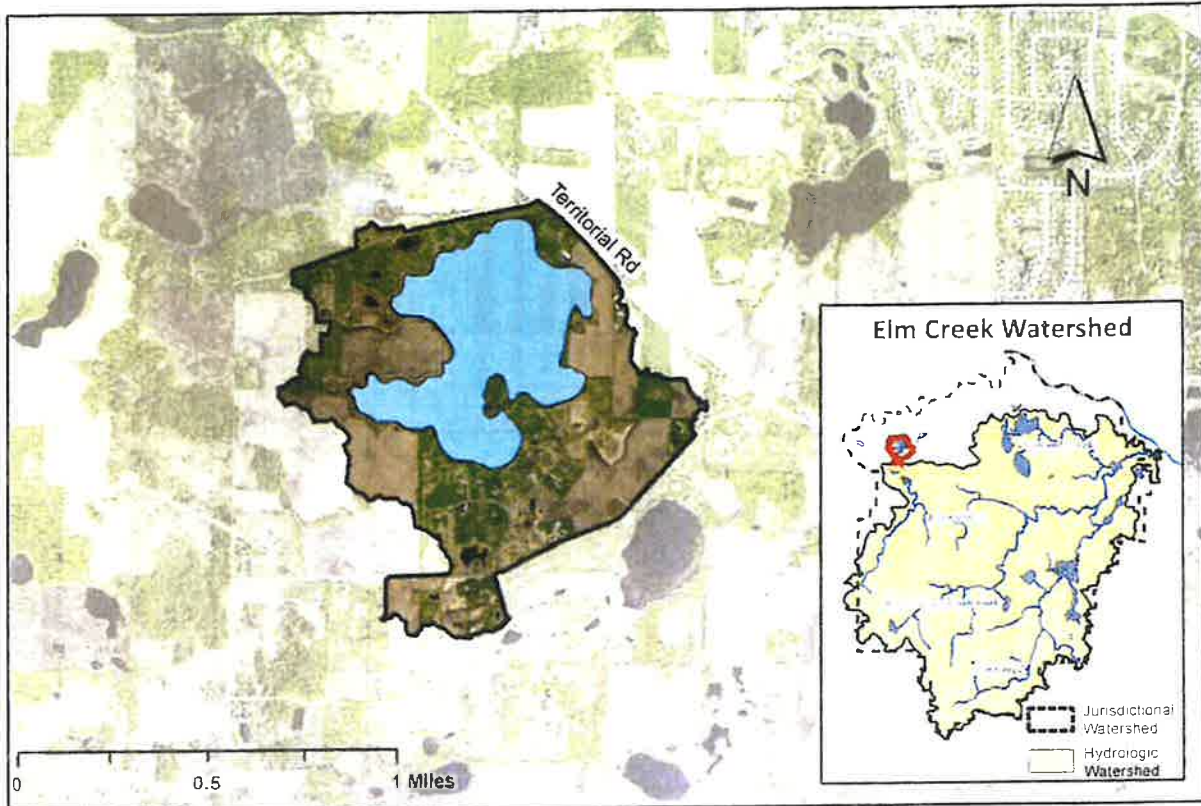 Territorial Rd
N
Elm Creek Watershed
Jurisdictional
Watershed
Hydrologic
Watershed
0 0.5 1 Miles